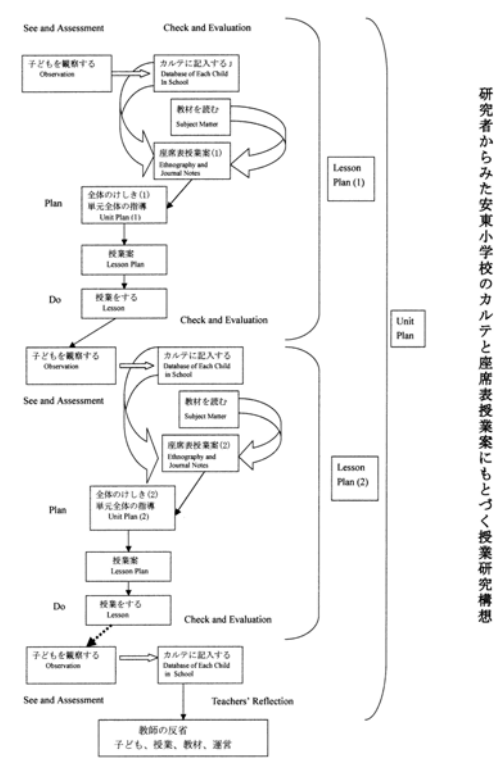 See and Assessment
Check and Evaluation
子どもを観察する
Observation
カルテに記入する
Database of Each Child
In School
教材を読む
Subject Matter
座席表授業案(1)
Ethnography and
Journal Notes
Lesson
Plan (1)
Plan
全体のけしき(1)
単元全体の指導
Unit Plan (1)
授業案
Lesson Plan
Do
授業をする
Lesson
Check and Evaluation
Unit
Plan
子どもを観察する
Observation
カルテに記入する
Database of Each Child
in School
See and Assessment
教材を読む
Subject Matter
座席表授業案(2)
Ethnography and
Journal Notes
Lesson
Plan (2)
Plan
全体のけしき(2)
単元全体の指導
Unit Plan (2)
授業案
Lesson Plan
Do
授業をする
Lesson
Check and Evaluation
子どもを観察する
Observation
カルテに記入する
Database of Each Child
in School
See and Assessment
Teachers' Reflection
教師の反省
子ども、授業、教材、運営
研究者からみた安東小学校のカルテと座席表授業案にもとづく授業研究構想